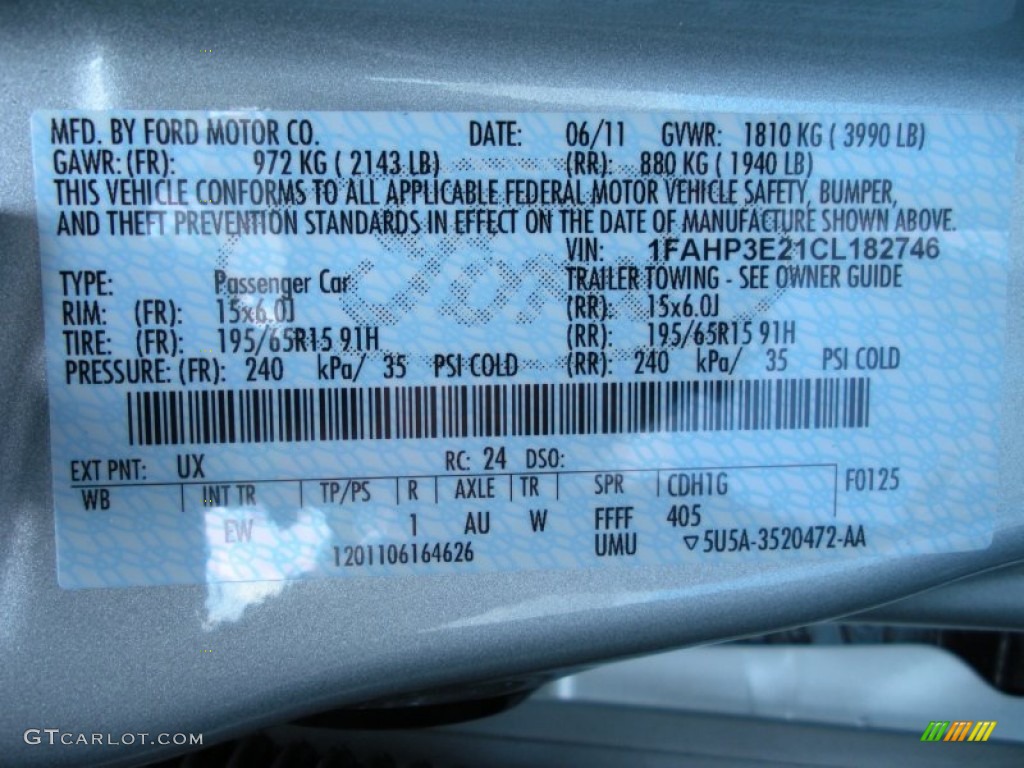 MFD. BY FORD MOTOR CO. DATE: 06/11 GVWR: 1810 KG ( 3990 LB)
GAWR: (FR): 972 KG ( 2143 LB) (RR): 880 KG ( 1940 LB)
THIS VEHICLE CONFORMS TO ALL APPLICABLE FEDERAL MOTOR VEHICLE SAFETY, BUMPER,
AND THEFT PREVENTION STANDARDS IN EFFECT ON THE DATE OF MANUFACTURE SHOWN ABOVE.
VIN: 1FAHP3E21CL182746
TYPE: Passenger Car TRAILER TOWING - SEE OWNER GUIDE
RIM: (FR): 15x6.0J (RR): 15x6.0J
TIRE: (FR): 195/65R15 91H (RR): 195/65R15 91H
PRESSURE: (FR): 240 kPa/ 35 PSI COLD (RR): 240 kPa/ 35 PSI COLD
EXT PNT: UX RC: 24 DSO:
WB INT TR TP/PS R AXLE TR SPR CDH1G F0125
EW 1 AU W FFFF 405
1201106164626 UMU ▽5U5A-3520472-AA
GTCARLOT.COM